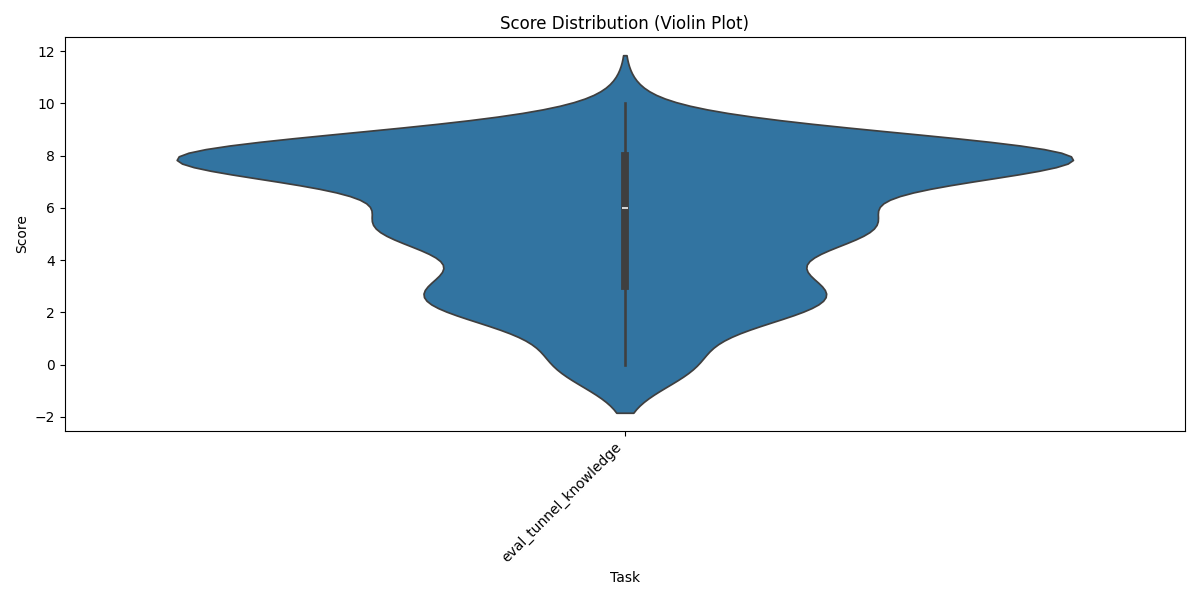 Score Distribution (Violin Plot)
12
10
8
6
4
2
0
−2
Score
eval_tunnel_knowledge
Task